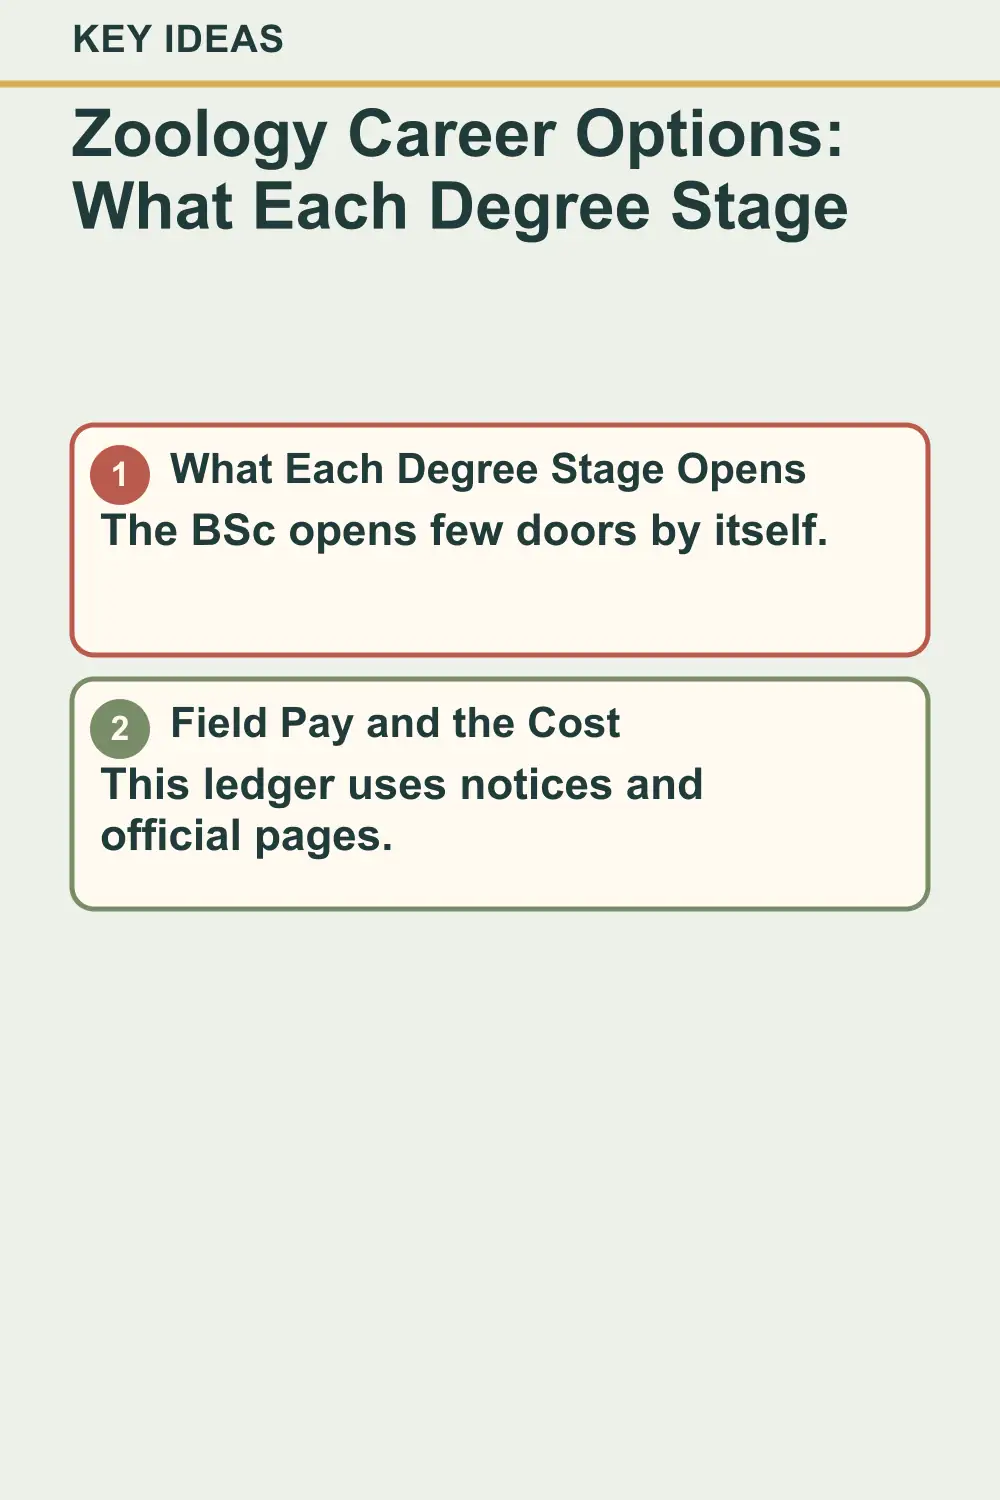 KEY IDEAS
Zoology Career Options:
What Each Degree Stage
1 What Each Degree Stage Opens
The BSc opens few doors by itself.
2 Field Pay and the Cost
This ledger uses notices and
official pages.